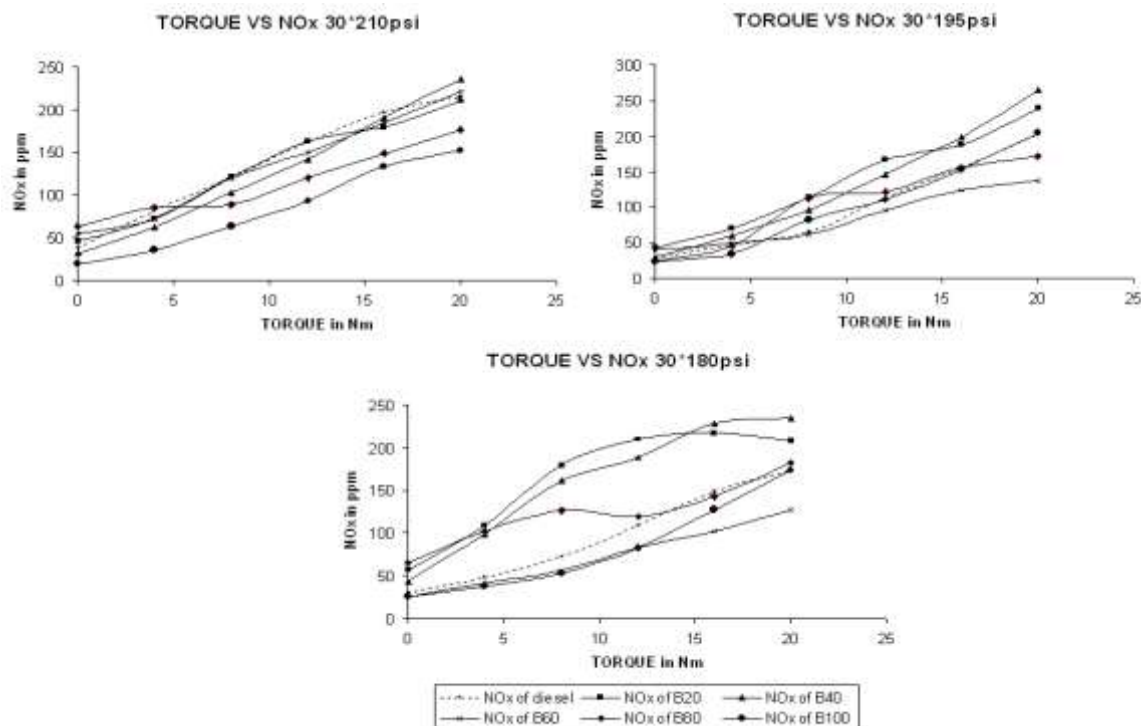 TORQUE VS NOx 30*210psi
250
200
150
100
50
0
NOx in ppm
0 5 10 15 20 25
TORQUE in Nm
TORQUE VS NOx 30*195psi
300
250
200
150
100
50
0
NOx in ppm
0 5 10 15 20 25
TORQUE in Nm
TORQUE VS NOx 30*180psi
250
200
150
100
50
0
NOx in ppm
0 5 10 15 20 25
TORQUE in Nm
NOx of diesel NOx of B20 NOx of B40
NOx of B60 NOx of B80 NOx of B100